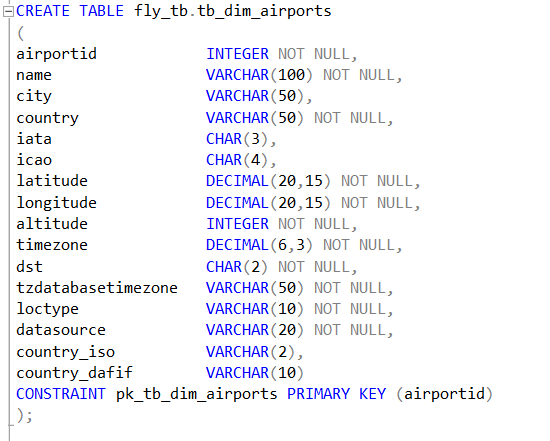 CREATE TABLE fly_tb.tb_dim_airports
(
airportid INTEGER NOT NULL,
name VARCHAR(100) NOT NULL,
city VARCHAR(50),
country VARCHAR(50) NOT NULL,
iata CHAR(3),
icao CHAR(4),
latitude DECIMAL(20,15) NOT NULL,
longitude DECIMAL(20,15) NOT NULL,
altitude INTEGER NOT NULL,
timezone DECIMAL(6,3) NOT NULL,
dst CHAR(2) NOT NULL,
tzdatabasetimezone VARCHAR(50) NOT NULL,
loctype VARCHAR(10) NOT NULL,
datasource VARCHAR(20) NOT NULL,
country_iso VARCHAR(2),
country_dafif VARCHAR(10)
CONSTRAINT pk_tb_dim_airports PRIMARY KEY (airportid)
);